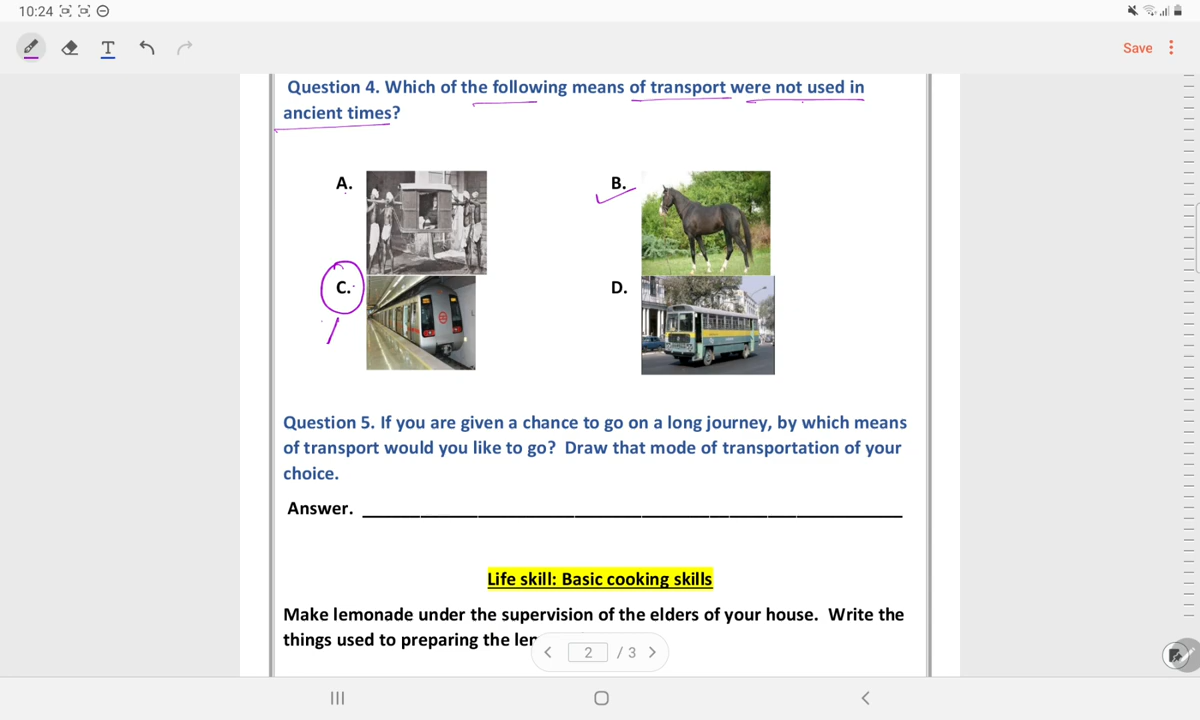 10:24
T
Save
Question 4. Which of the following means of transport were not used in
ancient times?
A.
B.
C.
D.
Question 5. If you are given a chance to go on a long journey, by which means
of transport would you like to go? Draw that mode of transportation of your
choice.
Answer.
Life skill: Basic cooking skills
Make lemonade under the supervision of the elders of your house. Write the
things used to preparing the
2 / 3